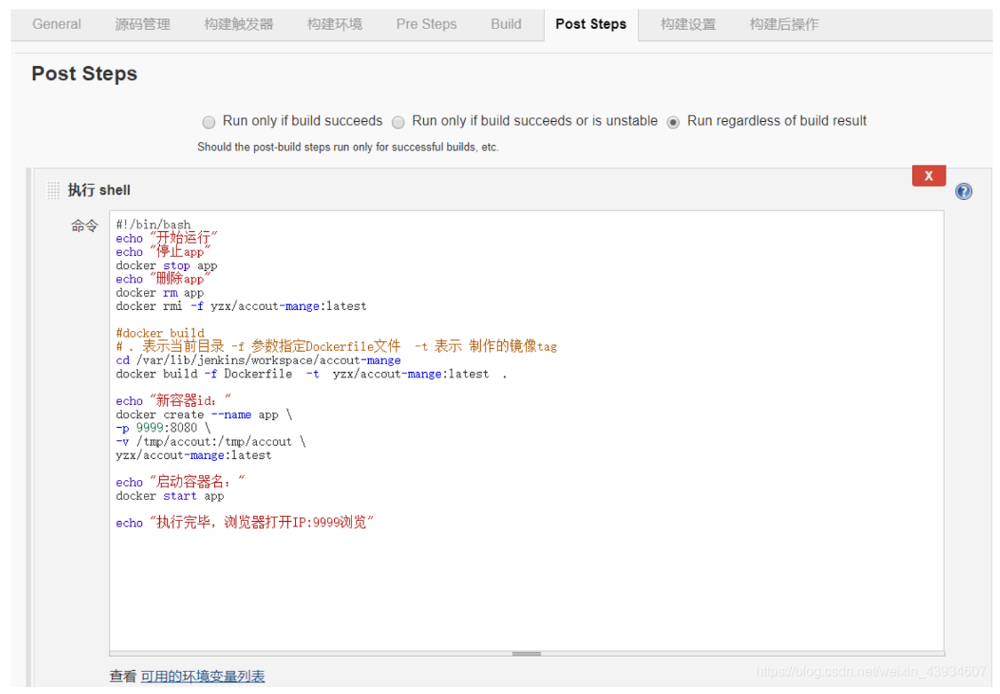 General 源码管理 构建触发器 构建环境 Pre Steps Build Post Steps 构建设置 构建后操作
Post Steps
Run only if build succeeds Run only if build succeeds or is unstable Run regardless of build result
Should the post-build steps run only for successful builds, etc.
X
执行 shell
?
命令
#!/bin/bash
echo "开始运行"
echo "停止app"
docker stop app
echo "删除app"
docker rm app
docker rmi -f yzx/accout-mange:latest
#docker build
# . 表示当前目录 -f 参数指定Dockerfile文件 -t 表示 制作的镜像tag
cd /var/lib/jenkins/workspace/accout-mange
docker build -f Dockerfile -t yzx/accout-mange:latest .
echo "新容器id: "
docker create --name app \
-p 9999:8080 \
-v /tmp/accout:/tmp/accout \
yzx/accout-mange:latest
echo "启动容器名: "
docker start app
echo "执行完毕, 浏览器打开IP:9999浏览"
查看 可用的环境变量列表
https://blog.csdn.net/weixin_43934607